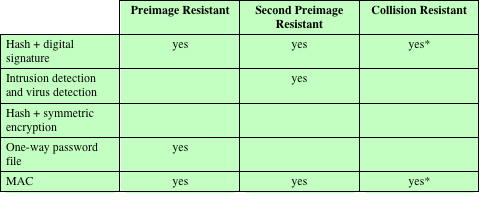 Preimage Resistant
Second Preimage
Resistant
Collision Resistant
Hash + digital
signature
yes
yes
yes*
Intrusion detection
and virus detection
yes
Hash + symmetric
encryption
One-way password
file
yes
MAC
yes
yes
yes*